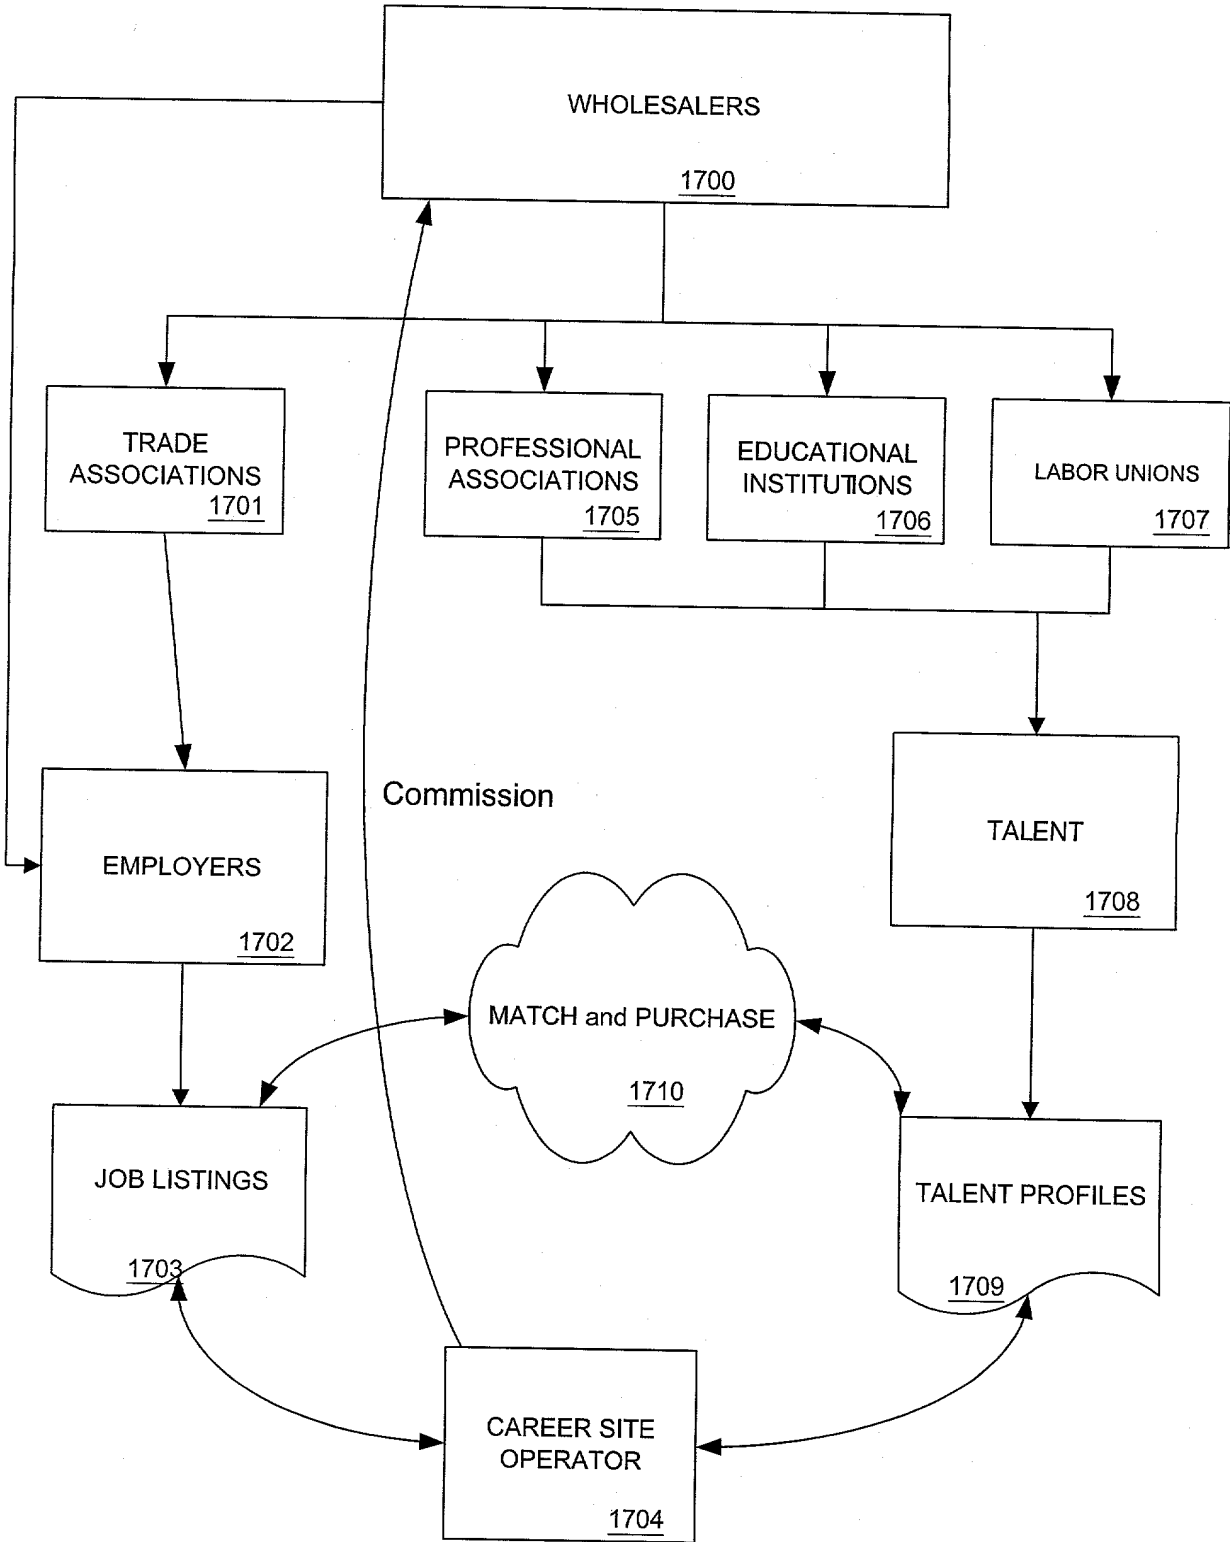 WHOLESALERS
1700
TRADE
ASSOCIATIONS
1701
PROFESSIONAL
ASSOCIATIONS
1705
EDUCATIONAL
INSTITUTIONS
1706
LABOR UNIONS
1707
Commission
EMPLOYERS
1702
TALENT
1708
MATCH and PURCHASE
1710
JOB LISTINGS
1703
TALENT PROFILES
1709
CAREER SITE
OPERATOR
1704